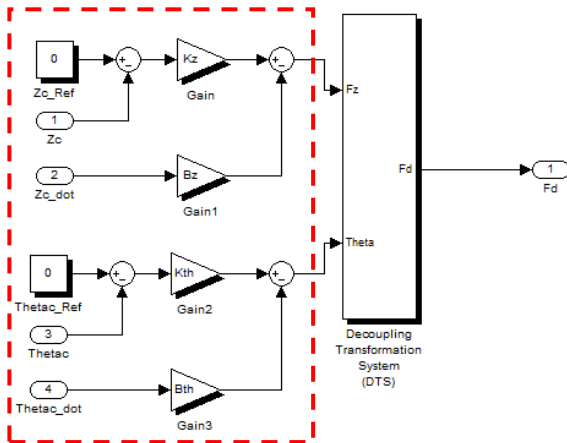 0
Zc_Ref
+
−
Kz
Gain
+
−
1
Zc
2
Zc_dot
Bz
Gain1
Fz
Fd
1
Fd
Theta
0
Thetac_Ref
+
−
Kth
Gain2
+
−
3
Thetac
4
Thetac_dot
Bth
Gain3
Decoupling
Transformation
System
(DTS)